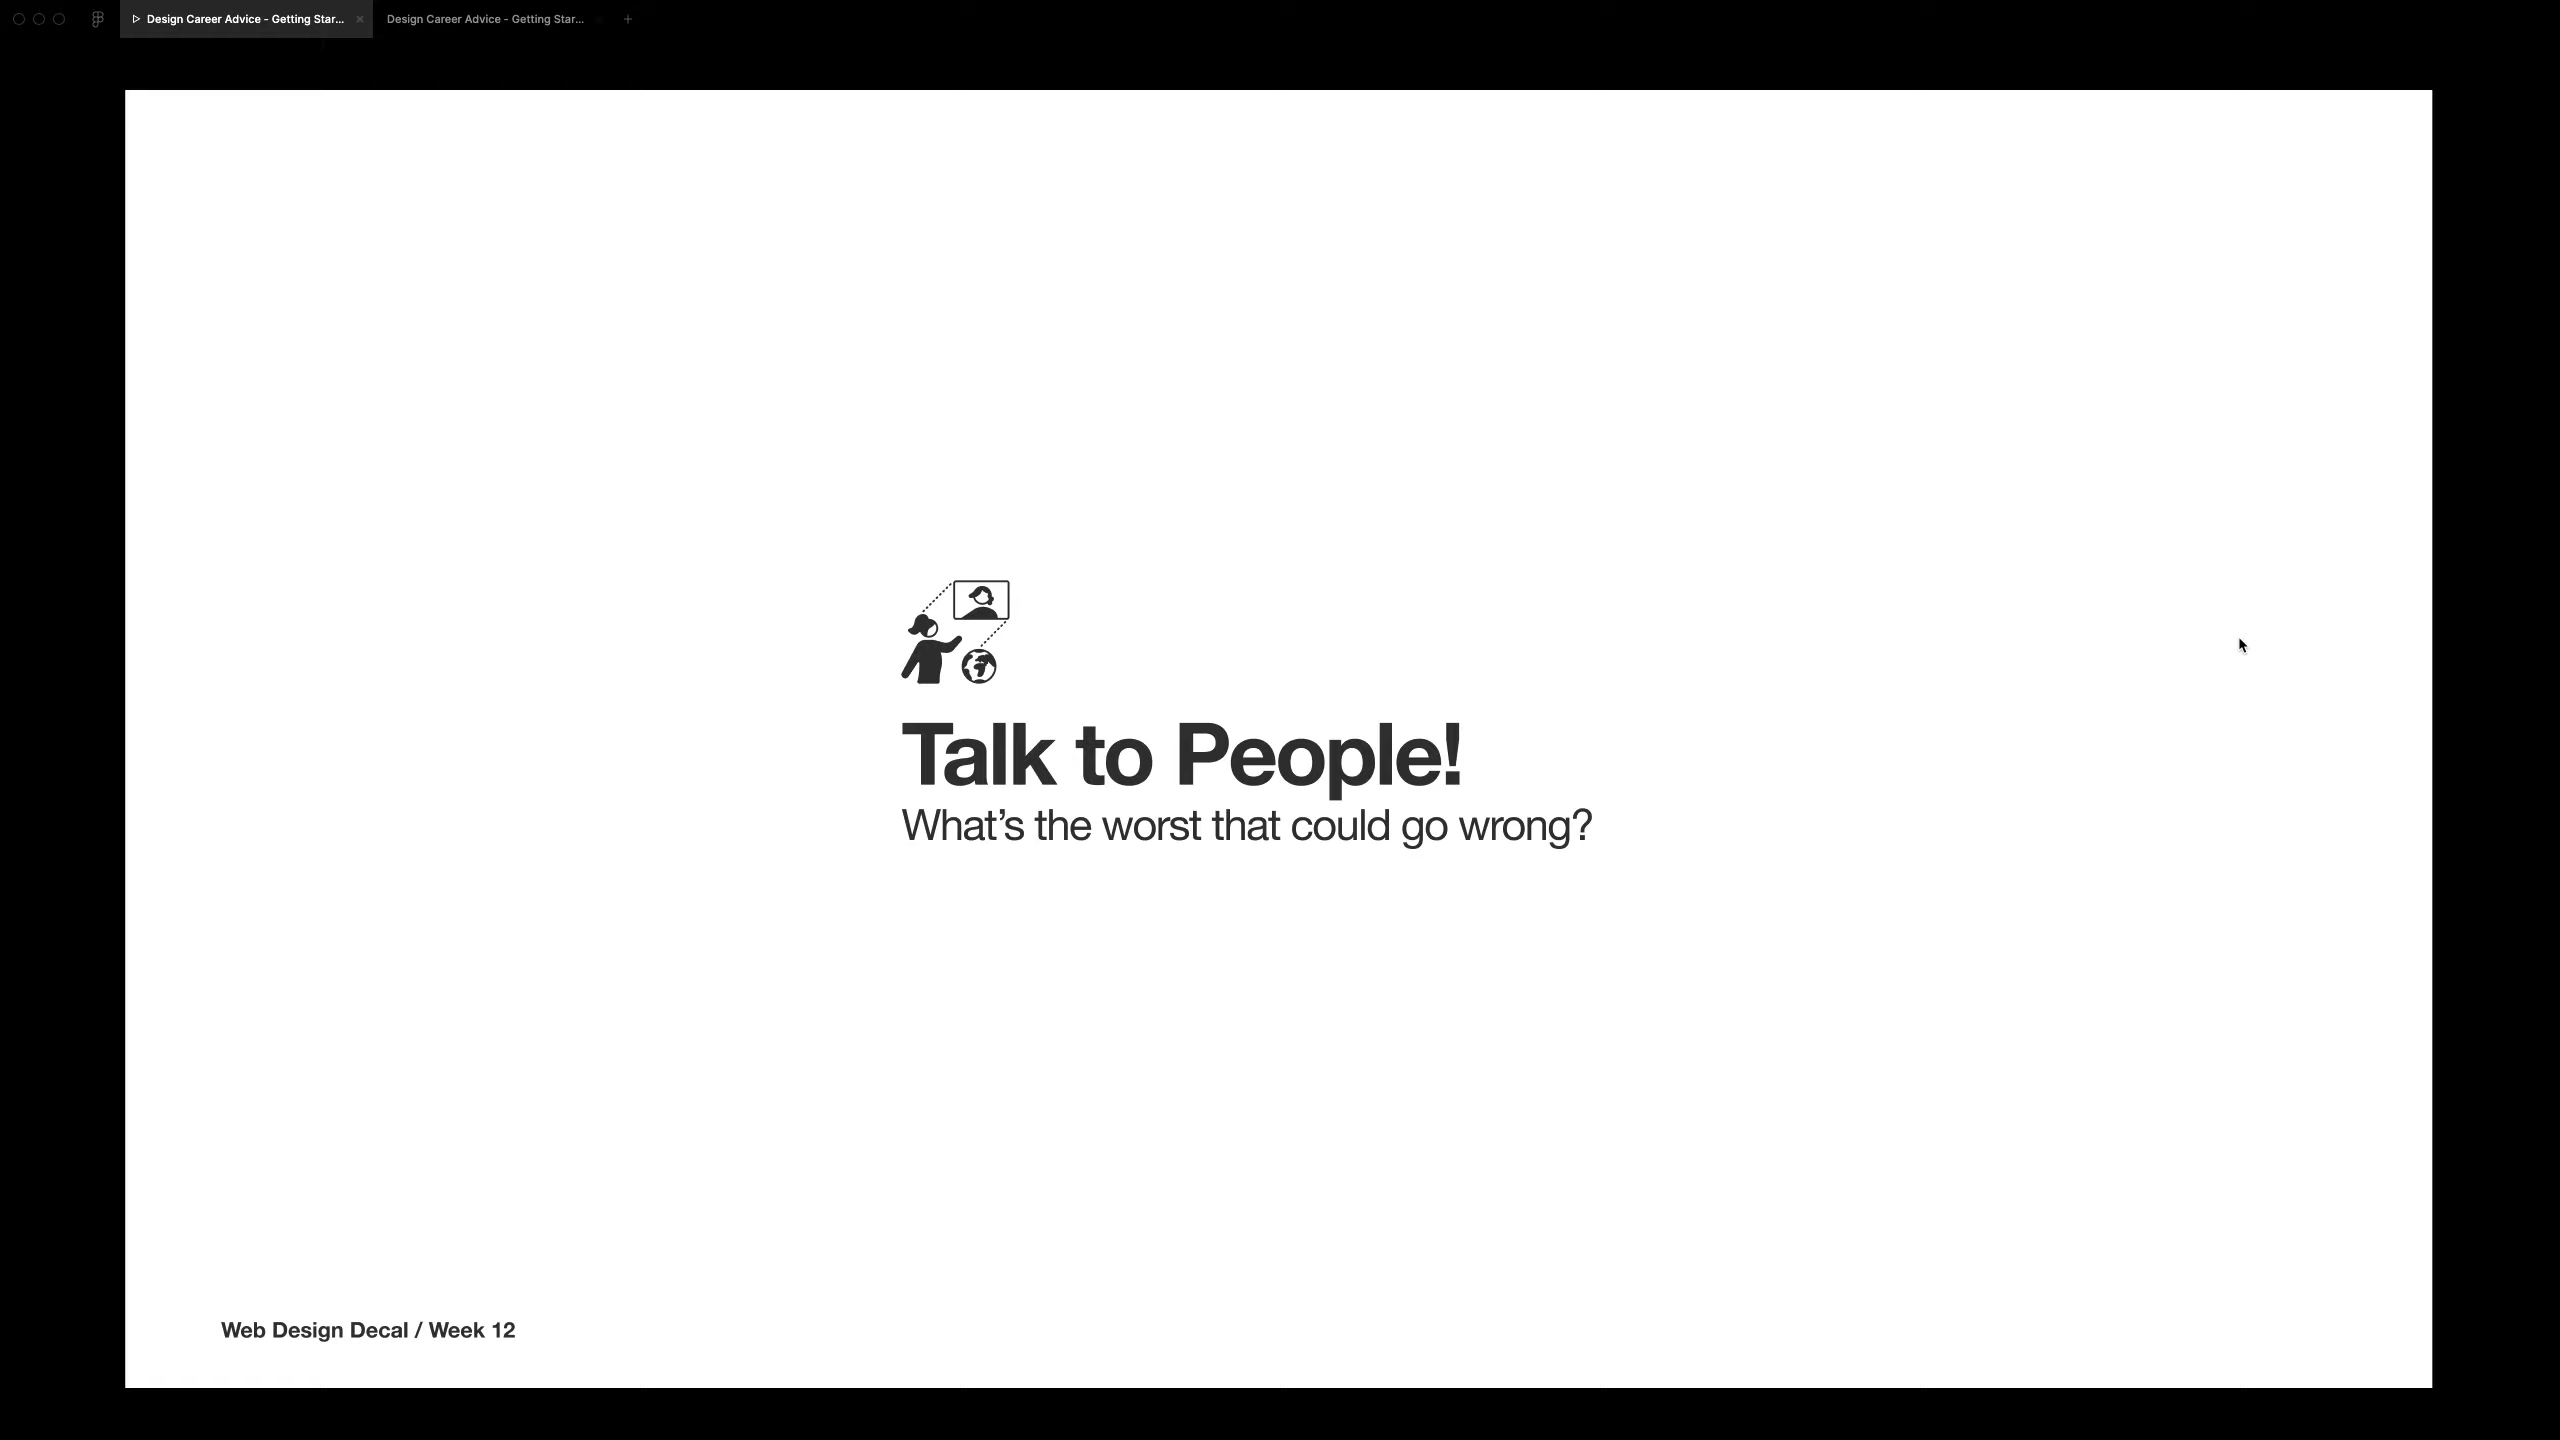 Design Career Advice - Getting Star...
Design Career Advice - Getting Star...
Talk to People!
What’s the worst that could go wrong?
Web Design Decal / Week 12